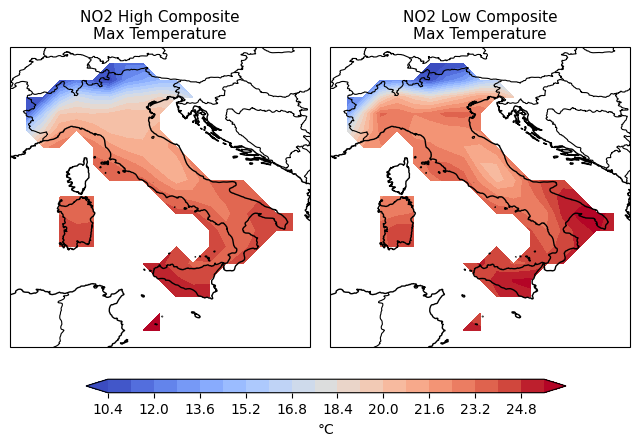 NO2 High Composite
Max Temperature
NO2 Low Composite
Max Temperature
10.4 12.0 13.6 15.2 16.8 18.4 20.0 21.6 23.2 24.8
°C